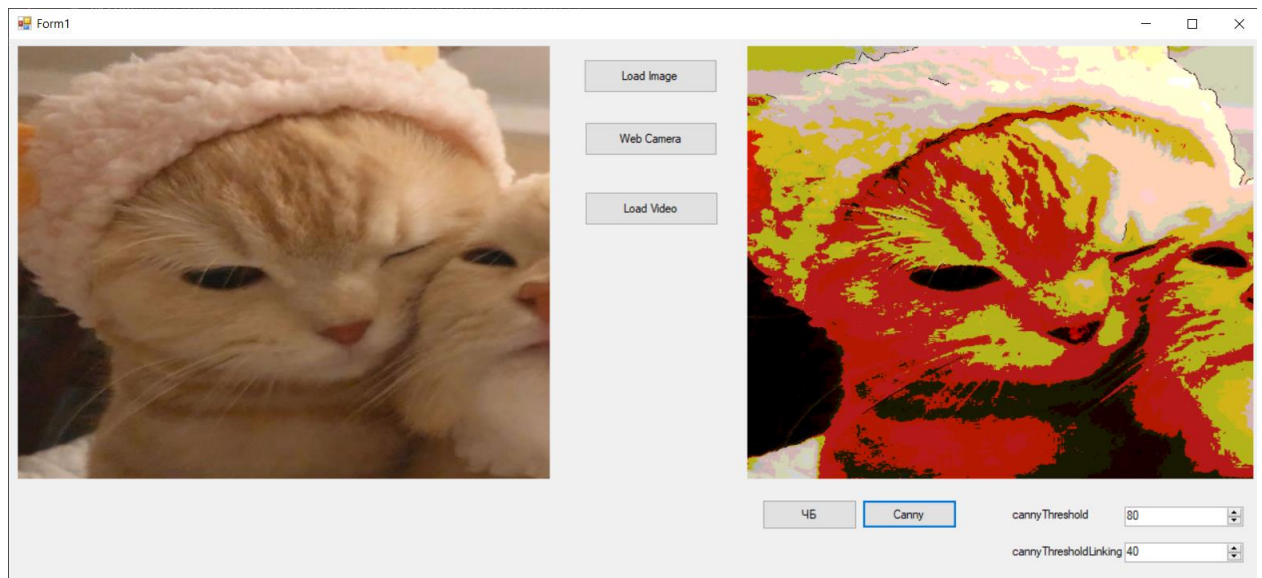 Form1
Load Image
Web Camera
Load Video
ЧБ
Canny
cannyThreshold
80
cannyThresholdLinking
40